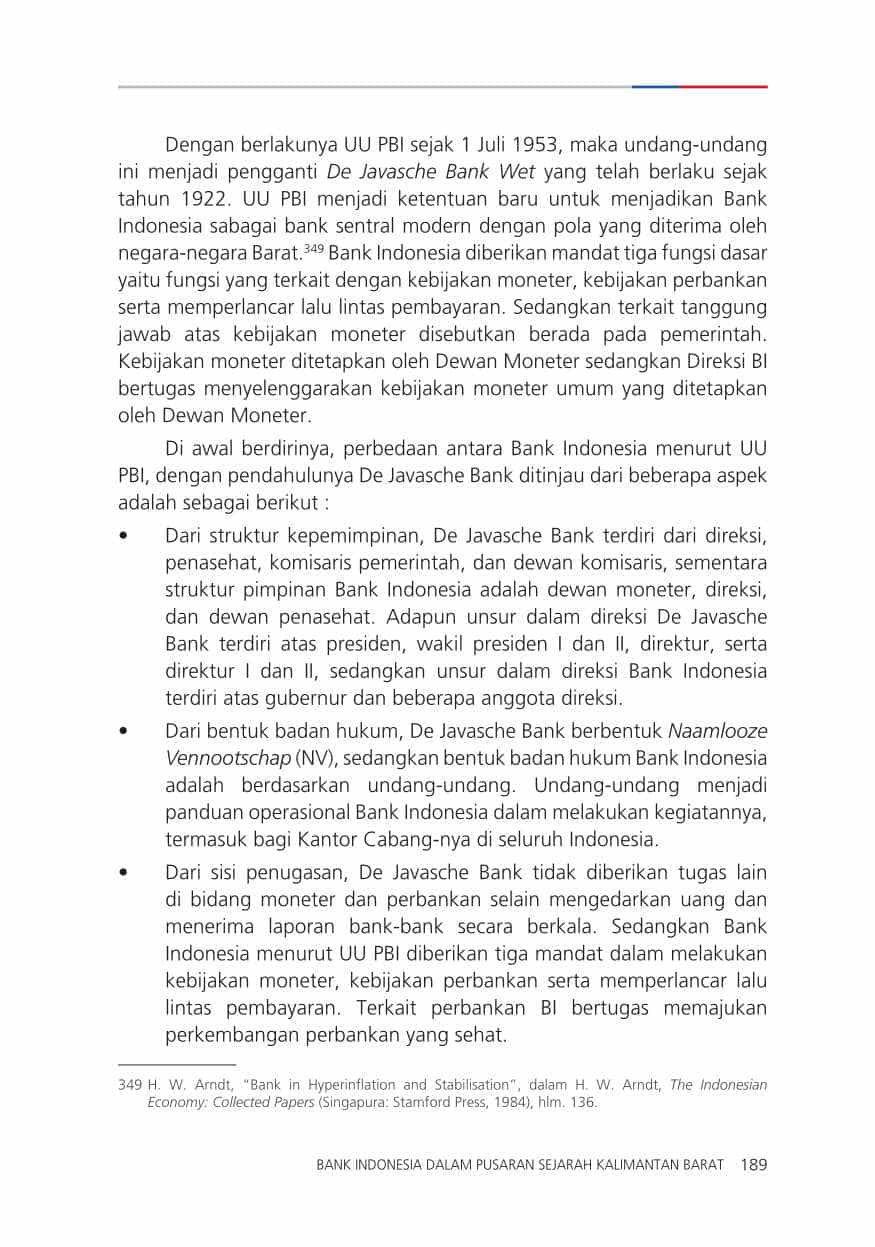 Dengan berlakunya UU PBI sejak 1 Juli 1953, maka undang-undang
ini menjadi pengganti De Javasche Bank Wet yang telah berlaku sejak
tahun 1922. UU PBI menjadi ketentuan baru untuk menjadikan Bank
Indonesia sabagai bank sentral modern dengan pola yang diterima oleh
negara-negara Barat.349 Bank Indonesia diberikan mandat tiga fungsi dasar
yaitu fungsi yang terkait dengan kebijakan moneter, kebijakan perbankan
serta memperlancar lalu lintas pembayaran. Sedangkan terkait tanggung
jawab atas kebijakan moneter disebutkan berada pada pemerintah.
Kebijakan moneter ditetapkan oleh Dewan Moneter sedangkan Direksi BI
bertugas menyelenggarakan kebijakan moneter umum yang ditetapkan
oleh Dewan Moneter.
Di awal berdirinya, perbedaan antara Bank Indonesia menurut UU
PBI, dengan pendahulunya De Javasche Bank ditinjau dari beberapa aspek
adalah sebagai berikut :
• Dari struktur kepemimpinan, De Javasche Bank terdiri dari direksi,
penasehat, komisaris pemerintah, dan dewan komisaris, sementara
struktur pimpinan Bank Indonesia adalah dewan moneter, direksi,
dan dewan penasehat. Adapun unsur dalam direksi De Javasche
Bank terdiri atas presiden, wakil presiden I dan II, direktur, serta
direktur I dan II, sedangkan unsur dalam direksi Bank Indonesia
terdiri atas gubernur dan beberapa anggota direksi.
• Dari bentuk badan hukum, De Javasche Bank berbentuk Naamlooze
Vennootschap (NV), sedangkan bentuk badan hukum Bank Indonesia
adalah berdasarkan undang-undang. Undang-undang menjadi
panduan operasional Bank Indonesia dalam melakukan kegiatannya,
termasuk bagi Kantor Cabang-nya di seluruh Indonesia.
• Dari sisi penugasan, De Javasche Bank tidak diberikan tugas lain
di bidang moneter dan perbankan selain mengedarkan uang dan
menerima laporan bank-bank secara berkala. Sedangkan Bank
Indonesia menurut UU PBI diberikan tiga mandat dalam melakukan
kebijakan moneter, kebijakan perbankan serta memperlancar lalu
lintas pembayaran. Terkait perbankan BI bertugas memajukan
perkembangan perbankan yang sehat.
349 H. W. Arndt, “Bank in Hyperinflation and Stabilisation”, dalam H. W. Arndt, The Indonesian
Economy: Collected Papers (Singapura: Stamford Press, 1984), hlm. 136.
BANK INDONESIA DALAM PUSARAN SEJARAH KALIMANTAN BARAT 189